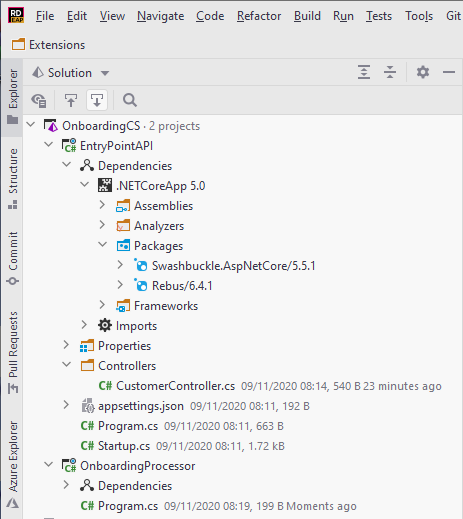 RD
EAP
File Edit View Navigate Code Refactor Build Run Tests Tools Git
Extensions
Solution
Explorer
Structure
Commit
Pull Requests
Azure Explorer
OnboardingCS · 2 projects
EntryPointAPI
Dependencies
.NETCoreApp 5.0
Assemblies
Analyzers
Packages
Swashbuckle.AspNetCore/5.5.1
Rebus/6.4.1
Frameworks
Imports
Properties
Controllers
C# CustomerController.cs 09/11/2020 08:14, 540 B 23 minutes ago
appsettings.json 09/11/2020 08:11, 192 B
C# Program.cs 09/11/2020 08:11, 663 B
C# Startup.cs 09/11/2020 08:11, 1.72 kB
OnboardingProcessor
Dependencies
C# Program.cs 09/11/2020 08:19, 199 B Moments ago